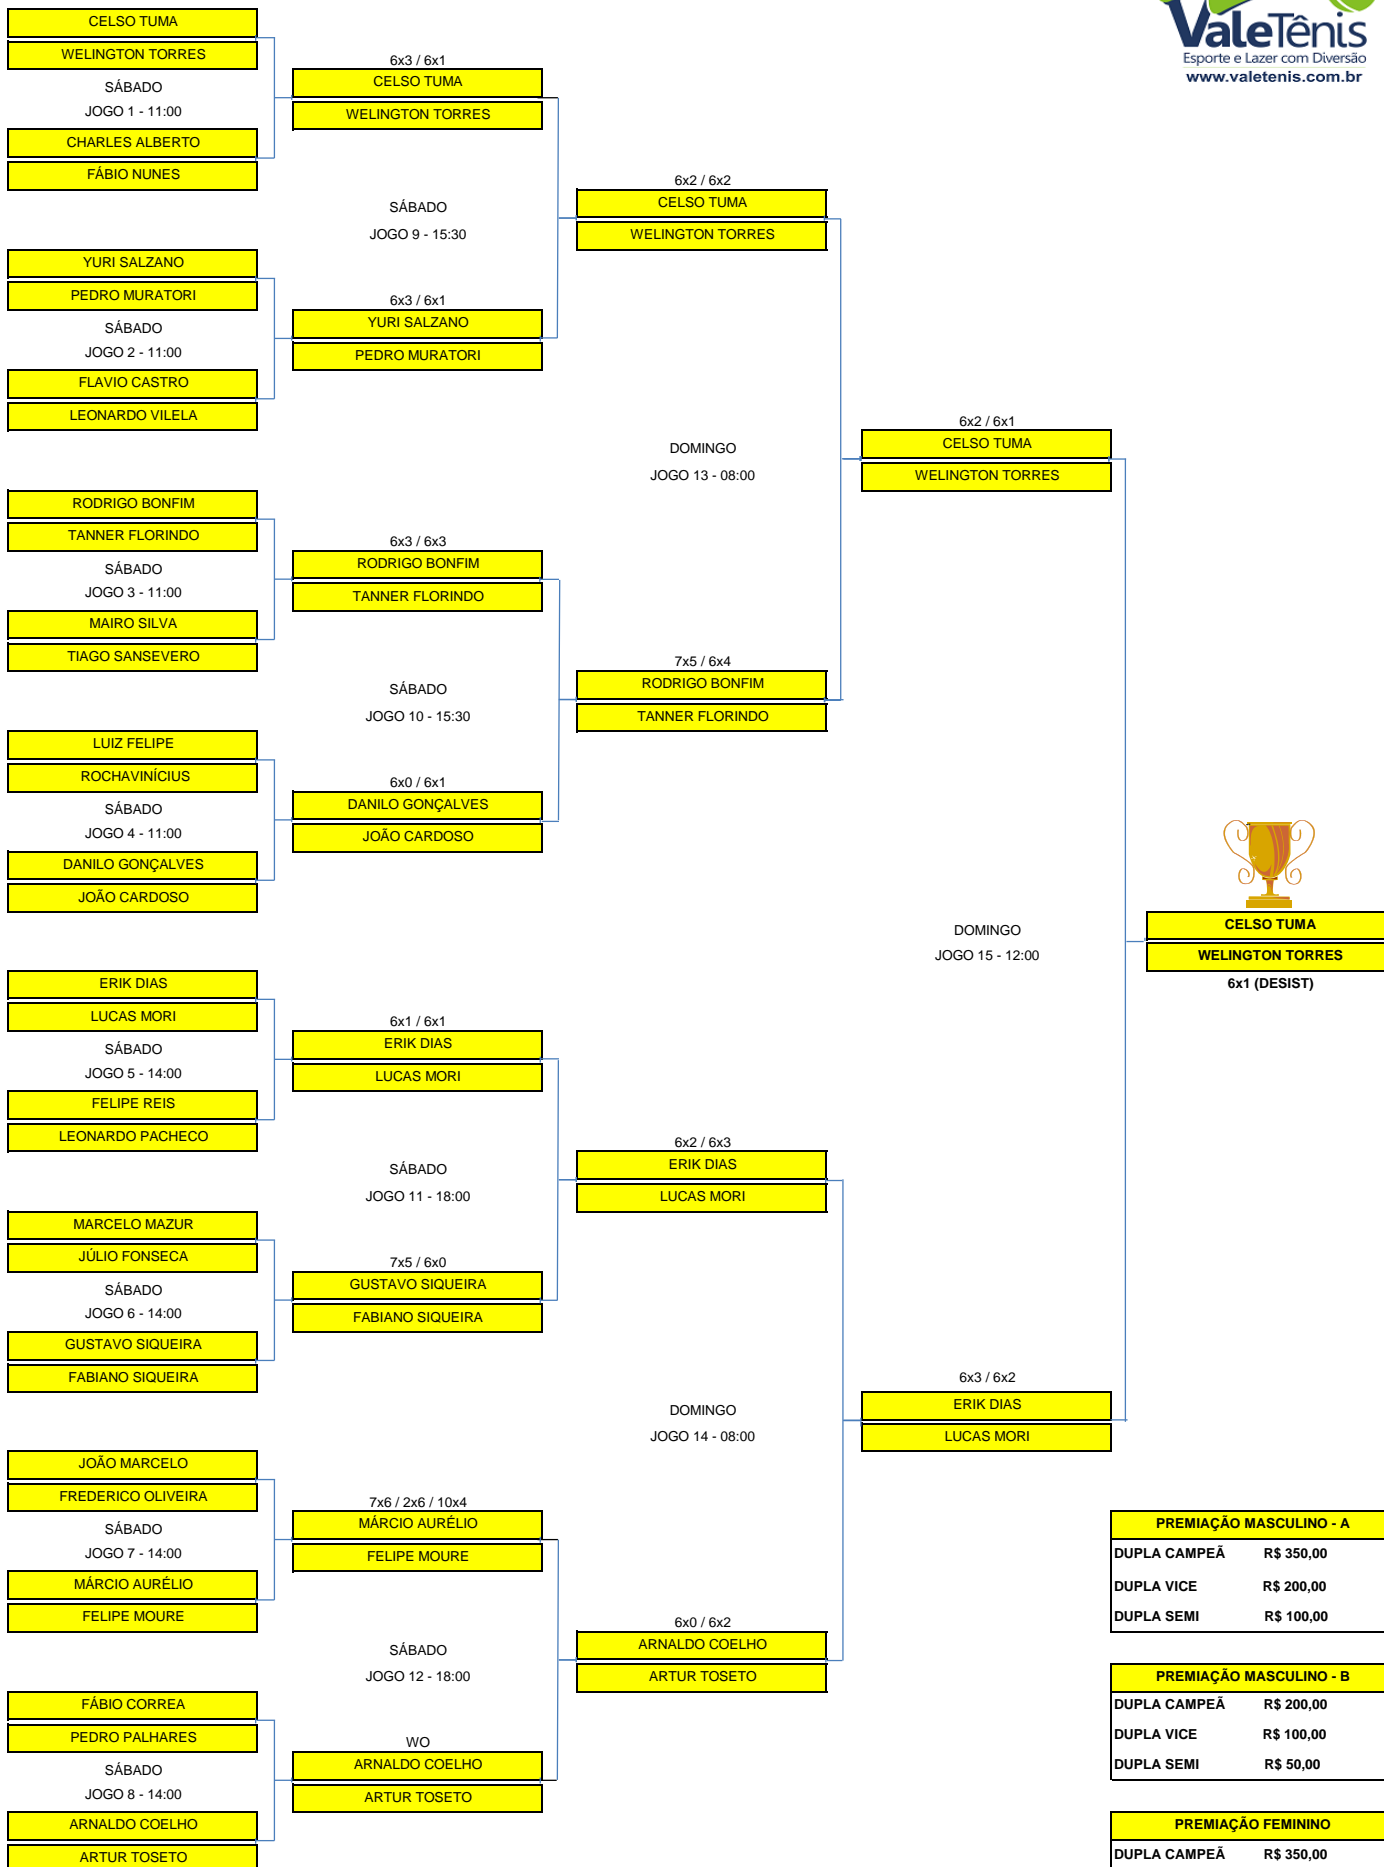 CELSO TUMA
WELINGTON TORRES
SÁBADO
JOGO 1 - 11:00
CHARLES ALBERTO
FÁBIO NUNES
YURI SALZANO
PEDRO MURATORI
SÁBADO
JOGO 2 - 11:00
FLAVIO CASTRO
LEONARDO VILELA
RODRIGO BONFIM
TANNER FLORINDO
SÁBADO
JOGO 3 - 11:00
MAIRO SILVA
TIAGO SANSEVERO
LUIZ FELIPE
ROCHAVINÍCIUS
SÁBADO
JOGO 4 - 11:00
DANILO GONÇALVES
JOÃO CARDOSO
ERIK DIAS
LUCAS MORI
SÁBADO
JOGO 5 - 14:00
FELIPE REIS
LEONARDO PACHECO
MARCELO MAZUR
JÚLIO FONSECA
SÁBADO
JOGO 6 - 14:00
GUSTAVO SIQUEIRA
FABIANO SIQUEIRA
JOÃO MARCELO
FREDERICO OLIVEIRA
SÁBADO
JOGO 7 - 14:00
MÁRCIO AURÉLIO
FELIPE MOURE
FÁBIO CORREA
PEDRO PALHARES
SÁBADO
JOGO 8 - 14:00
ARNALDO COELHO
ARTUR TOSETO
6x3 / 6x1
CELSO TUMA
WELINGTON TORRES
SÁBADO
JOGO 9 - 15:30
6x3 / 6x1
YURI SALZANO
PEDRO MURATORI
6x3 / 6x3
RODRIGO BONFIM
TANNER FLORINDO
SÁBADO
JOGO 10 - 15:30
6x0 / 6x1
DANILO GONÇALVES
JOÃO CARDOSO
6x1 / 6x1
ERIK DIAS
LUCAS MORI
SÁBADO
JOGO 11 - 18:00
7x5 / 6x0
GUSTAVO SIQUEIRA
FABIANO SIQUEIRA
7x6 / 2x6 / 10x4
MÁRCIO AURÉLIO
FELIPE MOURE
SÁBADO
JOGO 12 - 18:00
WO
ARNALDO COELHO
ARTUR TOSETO
6x2 / 6x2
CELSO TUMA
WELINGTON TORRES
DOMINGO
JOGO 13 - 08:00
7x5 / 6x4
RODRIGO BONFIM
TANNER FLORINDO
6x2 / 6x3
ERIK DIAS
LUCAS MORI
DOMINGO
JOGO 14 - 08:00
6x0 / 6x2
ARNALDO COELHO
ARTUR TOSETO
6x2 / 6x1
CELSO TUMA
WELINGTON TORRES
DOMINGO
JOGO 15 - 12:00
6x3 / 6x2
ERIK DIAS
LUCAS MORI
ValeTênis
Esporte e Lazer com Diversão
www.valetenis.com.br
CELSO TUMA
WELINGTON TORRES
6x1 (DESIST)
PREMIAÇÃO MASCULINO - A
DUPLA CAMPEÃ R$ 350,00
DUPLA VICE R$ 200,00
DUPLA SEMI R$ 100,00
PREMIAÇÃO MASCULINO - B
DUPLA CAMPEÃ R$ 200,00
DUPLA VICE R$ 100,00
DUPLA SEMI R$ 50,00
PREMIAÇÃO FEMININO
DUPLA CAMPEÃ R$ 350,00